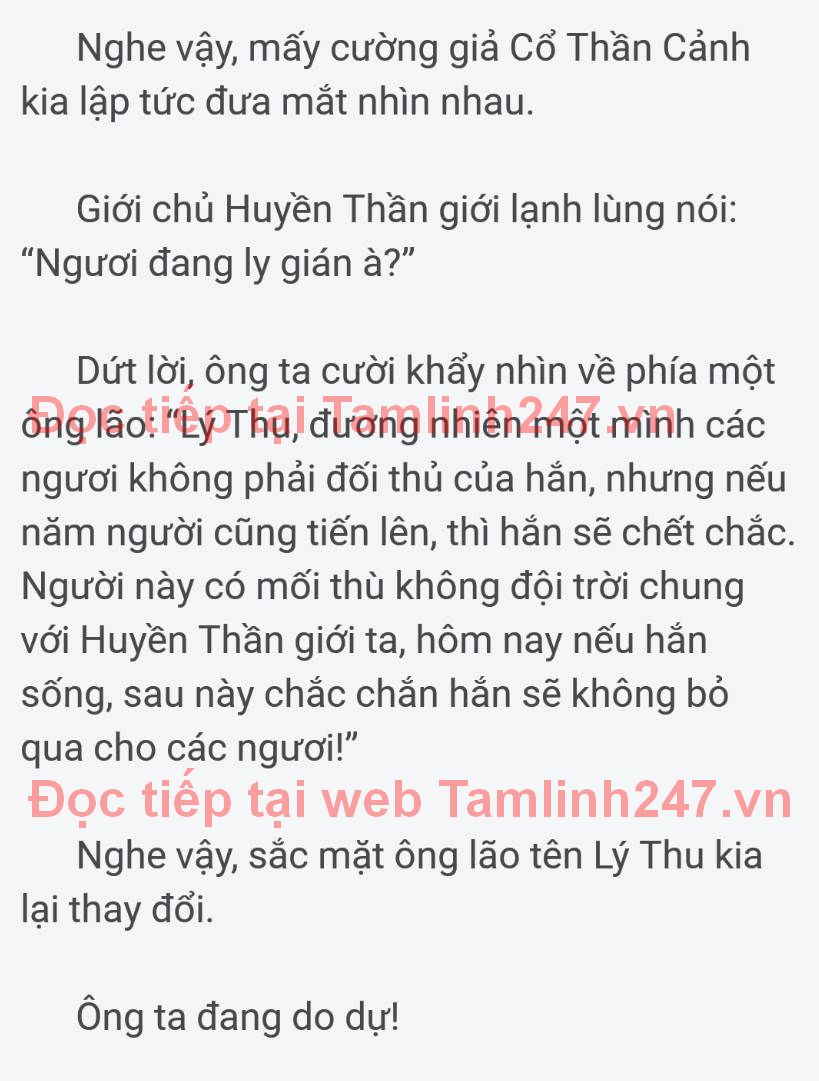 Nghe vậy, mấy cường giả Cổ Thần Cảnh
kia lập tức đưa mắt nhìn nhau.
Giới chủ Huyền Thần giới lạnh lùng nói:
“Ngươi đang ly gián à?”
Dứt lời, ông ta cười khẩy nhìn về phía một
Đọc tiếp tại Tamlinh247.vn
ông lão: “Lý Thu, đương nhiên một mình các
ngươi không phải đối thủ của hắn, nhưng nếu
năm người cũng tiến lên, thì hắn sẽ chết chắc.
Người này có mối thù không đội trời chung
với Huyền Thần giới ta, hôm nay nếu hắn
sống, sau này chắc chắn hắn sẽ không bỏ
qua cho các ngươi!”
Đọc tiếp tại web Tamlinh247.vn
Nghe vậy, sắc mặt ông lão tên Lý Thu kia
lại thay đổi.
Ông ta đang do dự!